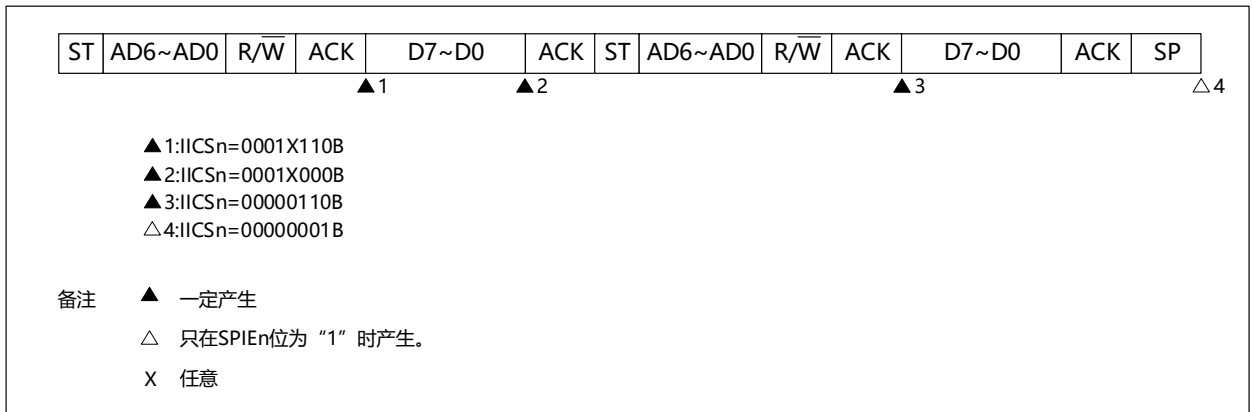 ST AD6~AD0 R/W̅ ACK D7~D0 ACK ST AD6~AD0 R/W̅ ACK D7~D0 ACK SP
▲1 ▲2 ▲3 △4
▲1:IICSn=0001X110B
▲2:IICSn=0001X000B
▲3:IICSn=00000110B
△4:IICSn=00000001B
备注 ▲ 一定产生
△ 只在SPIEn位为“1”时产生。
X 任意